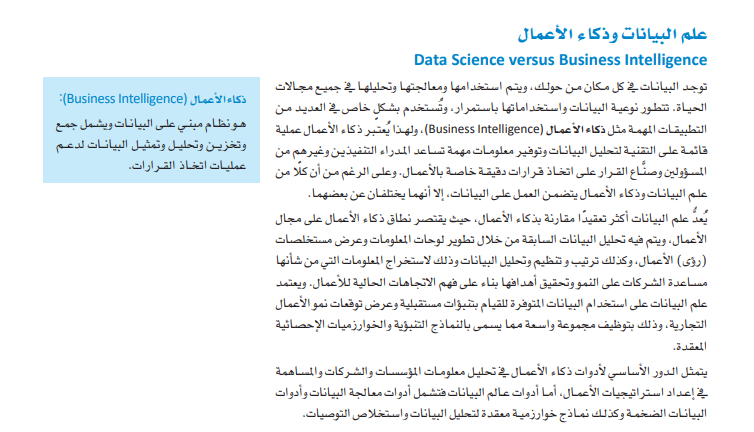 علم البيانات وذكاء الأعمال
Data Science versus Business Intelligence
توجد البيانات في كل مكان من حولك، ويتم استخدامها ومعالجتها وتحليلها في جميع مجالات
الحياة. تتطور نوعية البيانات واستخداماتها باستمرار، وتُستخدم بشكلٍ خاص في العديد من
التطبيقات المهمة مثل ذكاء الأعمال (Business Intelligence)، ولهذا يُعتبر ذكاء الأعمال عملية
قائمة على التقنية لتحليل البيانات وتوفير معلومات مهمة تساعد المدراء التنفيذين وغيرهم من
المسؤولين وصنَّاع القرار على اتخاذ قرارات دقيقة خاصة بالأعمال. وعلى الرغم من أن كلًا من
علم البيانات وذكاء الأعمال يتضمن العمل على البيانات، إلا أنهما يختلفان عن بعضهما.
يُعدُّ علم البيانات أكثر تعقيدًا مقارنة بذكاء الأعمال، حيث يقتصر نطاق ذكاء الأعمال على مجال
الأعمال، ويتم فيه تحليل البيانات السابقة من خلال تطوير لوحات المعلومات وعرض مستخلصات
(رؤى) الأعمال، وكذلك ترتيب وتنظيم وتحليل البيانات وذلك لاستخراج المعلومات التي من شأنها
مساعدة الشركات على النمو وتحقيق أهدافها بناء على فهم الاتجاهات الحالية للأعمال. ويعتمد
علم البيانات على استخدام البيانات المتوفرة للقيام بتنبؤات مستقبلية وعرض توقعات نمو الأعمال
التجارية، وذلك بتوظيف مجموعة واسعة مما يسمى بالنماذج التنبؤية والخوارزميات الإحصائية
المعقدة.
يتمثل الدور الأساسي لأدوات ذكاء الأعمال في تحليل معلومات المؤسسات والشركات والمساهمة
في إعداد استراتيجيات الأعمال، أما أدوات عالم البيانات فتشمل أدوات معالجة البيانات وأدوات
البيانات الضخمة وكذلك نماذج خوارزمية معقدة لتحليل البيانات واستخلاص التوصيات.
ذكاء الأعمال (Business Intelligence):
هو نظام مبني على البيانات ويشمل جمع
وتخزين وتحليل وتمثيل البيانات لدعم
عمليات اتخاذ القرارات.